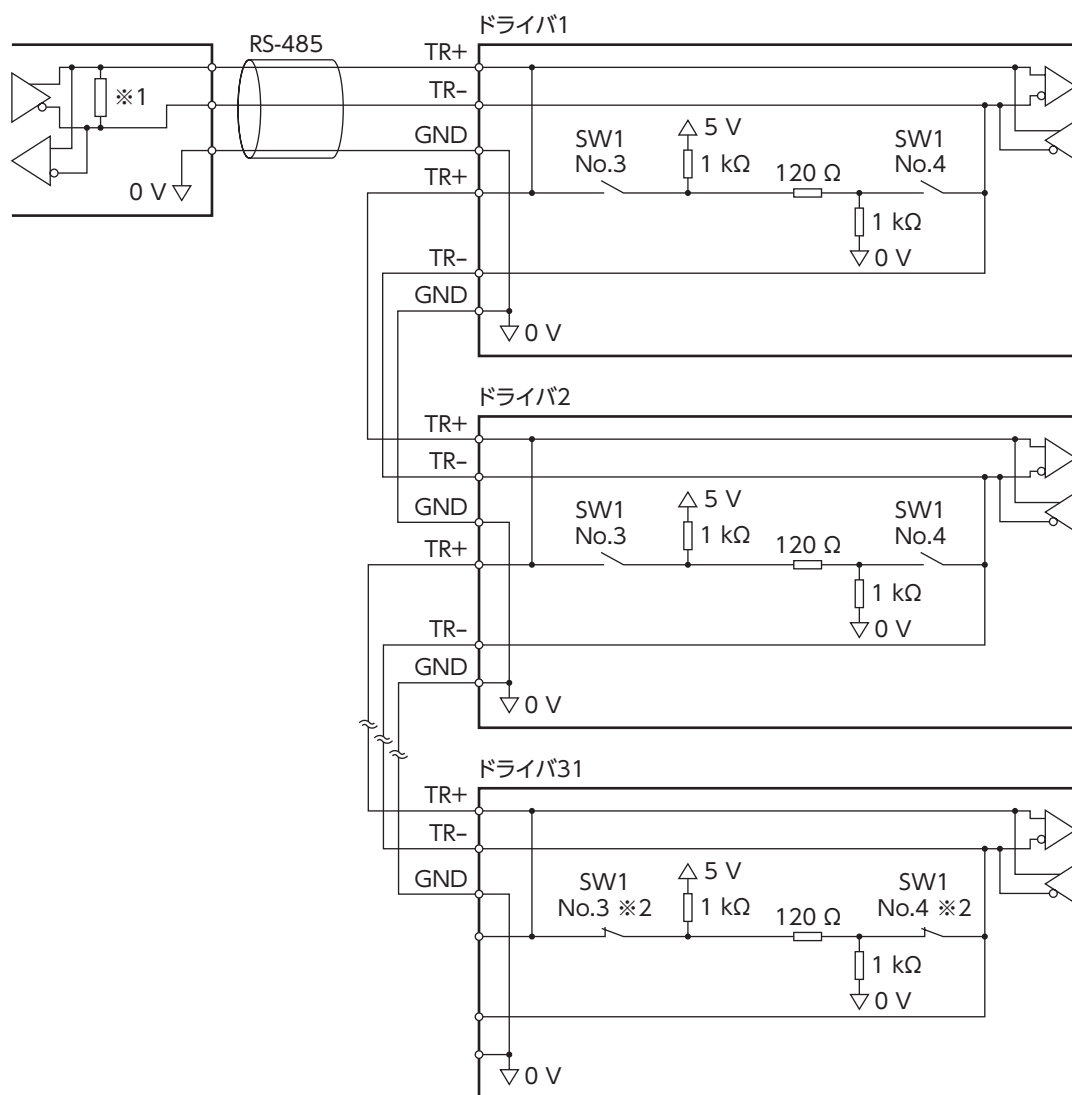 ドライバ1
RS-485
TR+
TR–
GND
TR+
TR–
GND
※1
0 V
SW1
No.3
5 V
1 kΩ
120 Ω
SW1
No.4
1 kΩ
0 V
0 V
ドライバ2
TR+
TR–
GND
TR+
TR–
GND
SW1
No.3
5 V
1 kΩ
120 Ω
SW1
No.4
1 kΩ
0 V
0 V
ドライバ31
TR+
TR–
GND
SW1
No.3 ※2
5 V
1 kΩ
120 Ω
SW1
No.4 ※2
1 kΩ
0 V
0 V